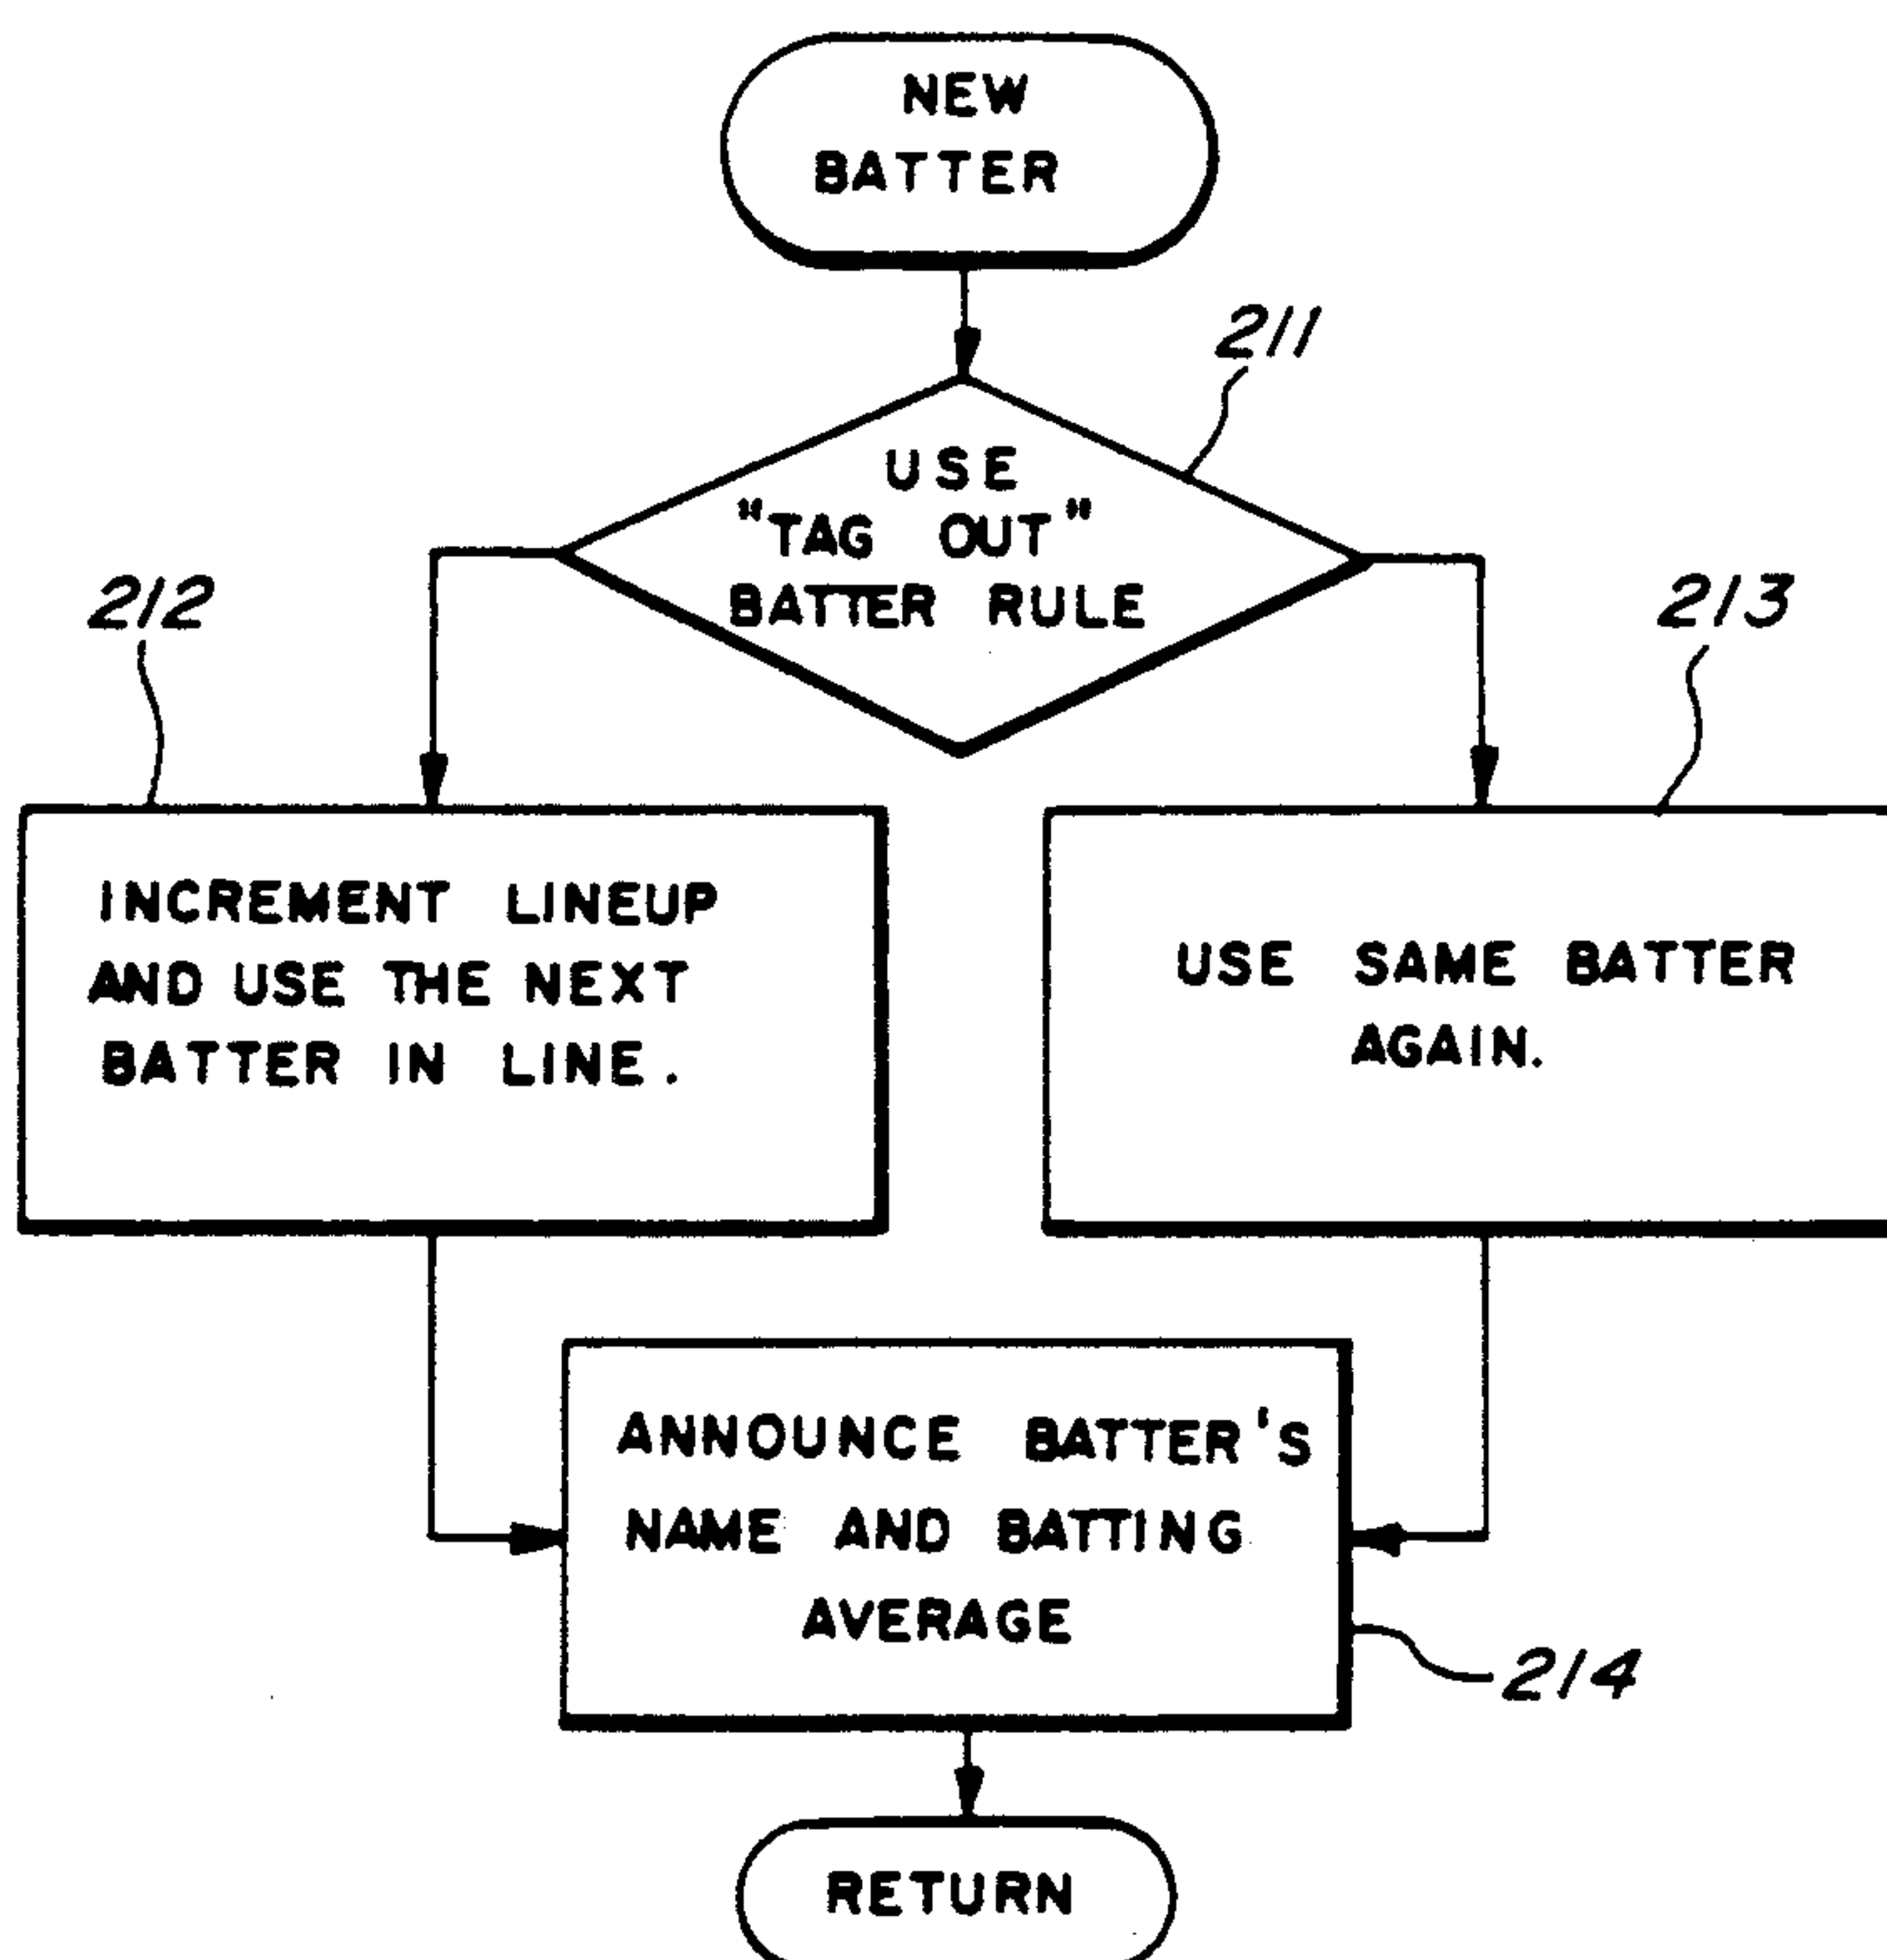 NEW
BATTER
211
USE
"TAG OUT"
BATTER RULE
212
213
INCREMENT LINEUP
AND USE THE NEXT
BATTER IN LINE.
USE SAME BATTER
AGAIN.
ANNOUNCE BATTER'S
NAME AND BATTING
AVERAGE
214
RETURN